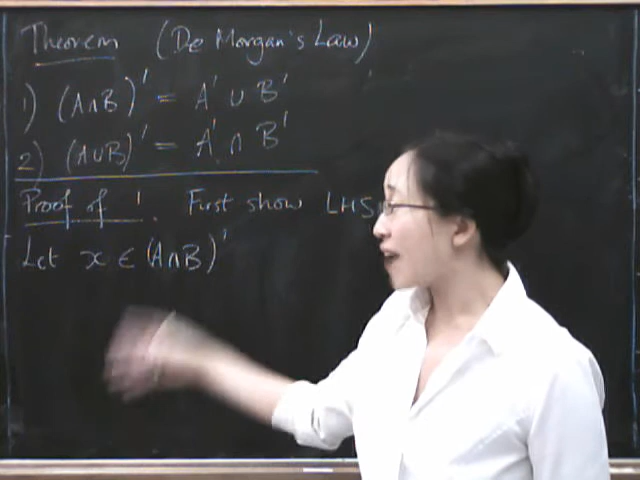 Theorem (De Morgan's Law)
1) (A∩B)' = A' ∪ B'
2) (A∪B)' = A' ∩ B'
Proof of 1. First show LHS
Let x ∈ (A∩B)'